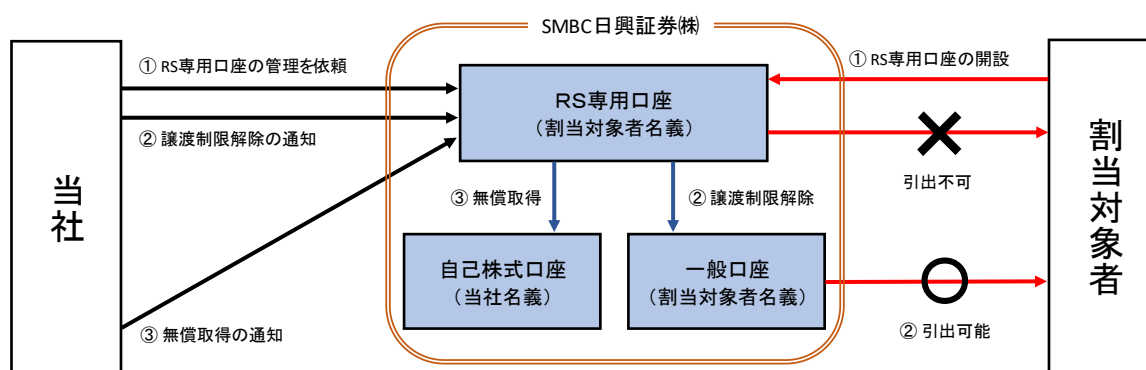 SMBC日興証券㈱
当社
① RS専用口座の管理を依頼
② 譲渡制限解除の通知
③ 無償取得の通知
RS専用口座
（割当対象者名義）
③ 無償取得
② 譲渡制限解除
自己株式口座
（当社名義）
一般口座
（割当対象者名義）
① RS専用口座の開設
引出不可
② 引出可能
割当対象者